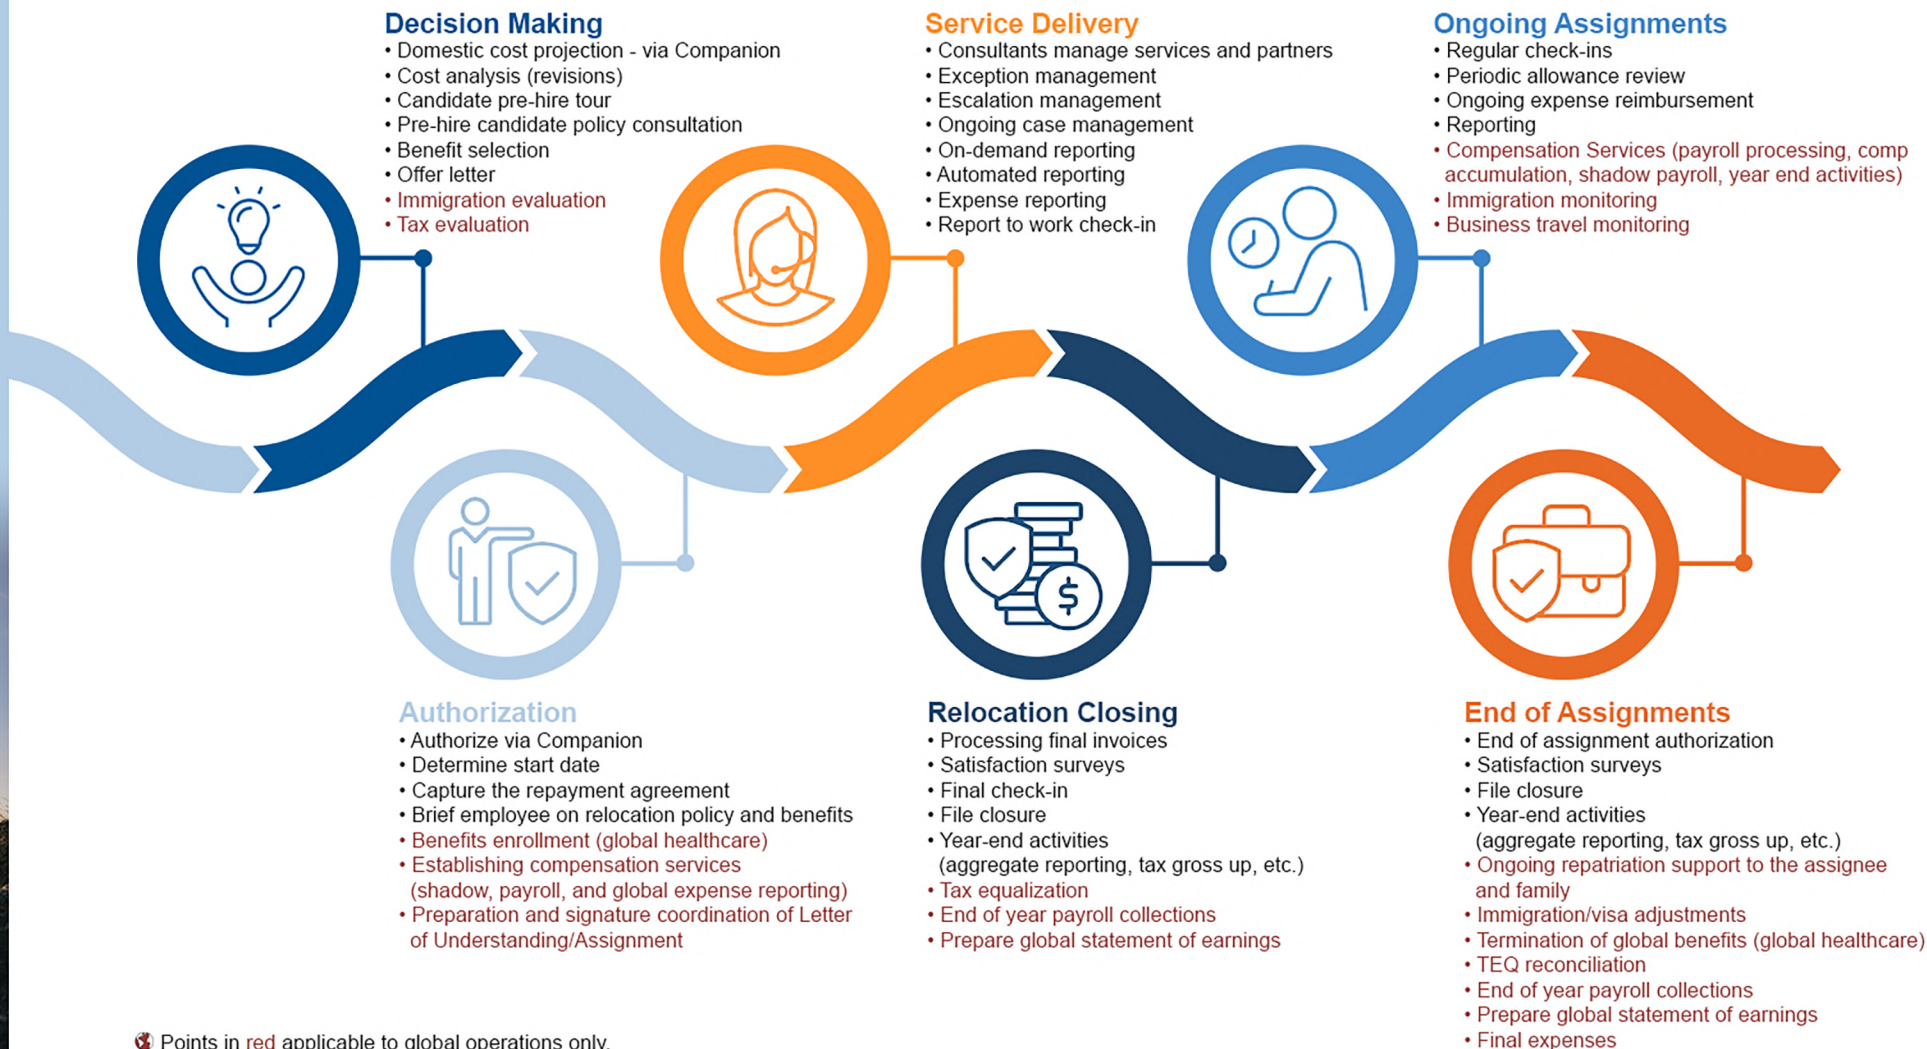 Decision Making
• Domestic cost projection - via Companion
• Cost analysis (revisions)
• Candidate pre-hire tour
• Pre-hire candidate policy consultation
• Benefit selection
• Offer letter
• Immigration evaluation
• Tax evaluation
Service Delivery
• Consultants manage services and partners
• Exception management
• Escalation management
• Ongoing case management
• On-demand reporting
• Automated reporting
• Expense reporting
• Report to work check-in
Ongoing Assignments
• Regular check-ins
• Periodic allowance review
• Ongoing expense reimbursement
• Reporting
• Compensation Services (payroll processing, comp
accumulation, shadow payroll, year end activities)
• Immigration monitoring
• Business travel monitoring
$
Authorization
• Authorize via Companion
• Determine start date
• Capture the repayment agreement
• Brief employee on relocation policy and benefits
• Benefits enrollment (global healthcare)
• Establishing compensation services
(shadow, payroll, and global expense reporting)
• Preparation and signature coordination of Letter
of Understanding/Assignment
Relocation Closing
• Processing final invoices
• Satisfaction surveys
• Final check-in
• File closure
• Year-end activities
(aggregate reporting, tax gross up, etc.)
• Tax equalization
• End of year payroll collections
• Prepare global statement of earnings
End of Assignments
• End of assignment authorization
• Satisfaction surveys
• File closure
• Year-end activities
(aggregate reporting, tax gross up, etc.)
• Ongoing repatriation support to the assignee
and family
• Immigration/visa adjustments
• Termination of global benefits (global healthcare)
• TEQ reconciliation
• End of year payroll collections
• Prepare global statement of earnings
• Final expenses
Points in red applicable to global operations only.